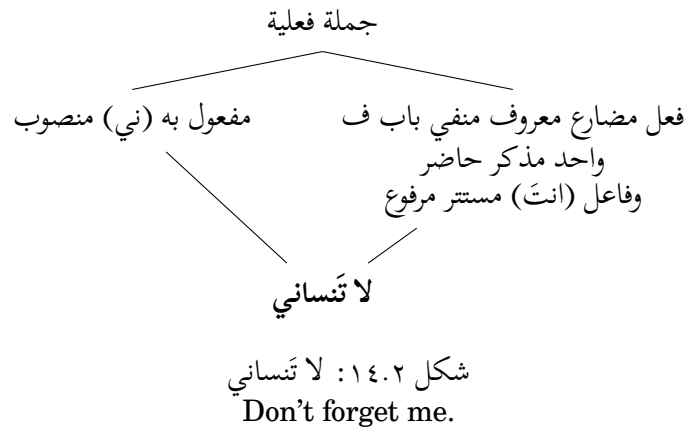 جملة فعلية
فعل مضارع معروف منفي باب ف
واحد مذكر حاضر
وفاعل (انتَ) مستتر مرفوع
مفعول به (ني) منصوب
لا تَنساني
شكل ١٤.٢: لا تَنساني
Don't forget me.